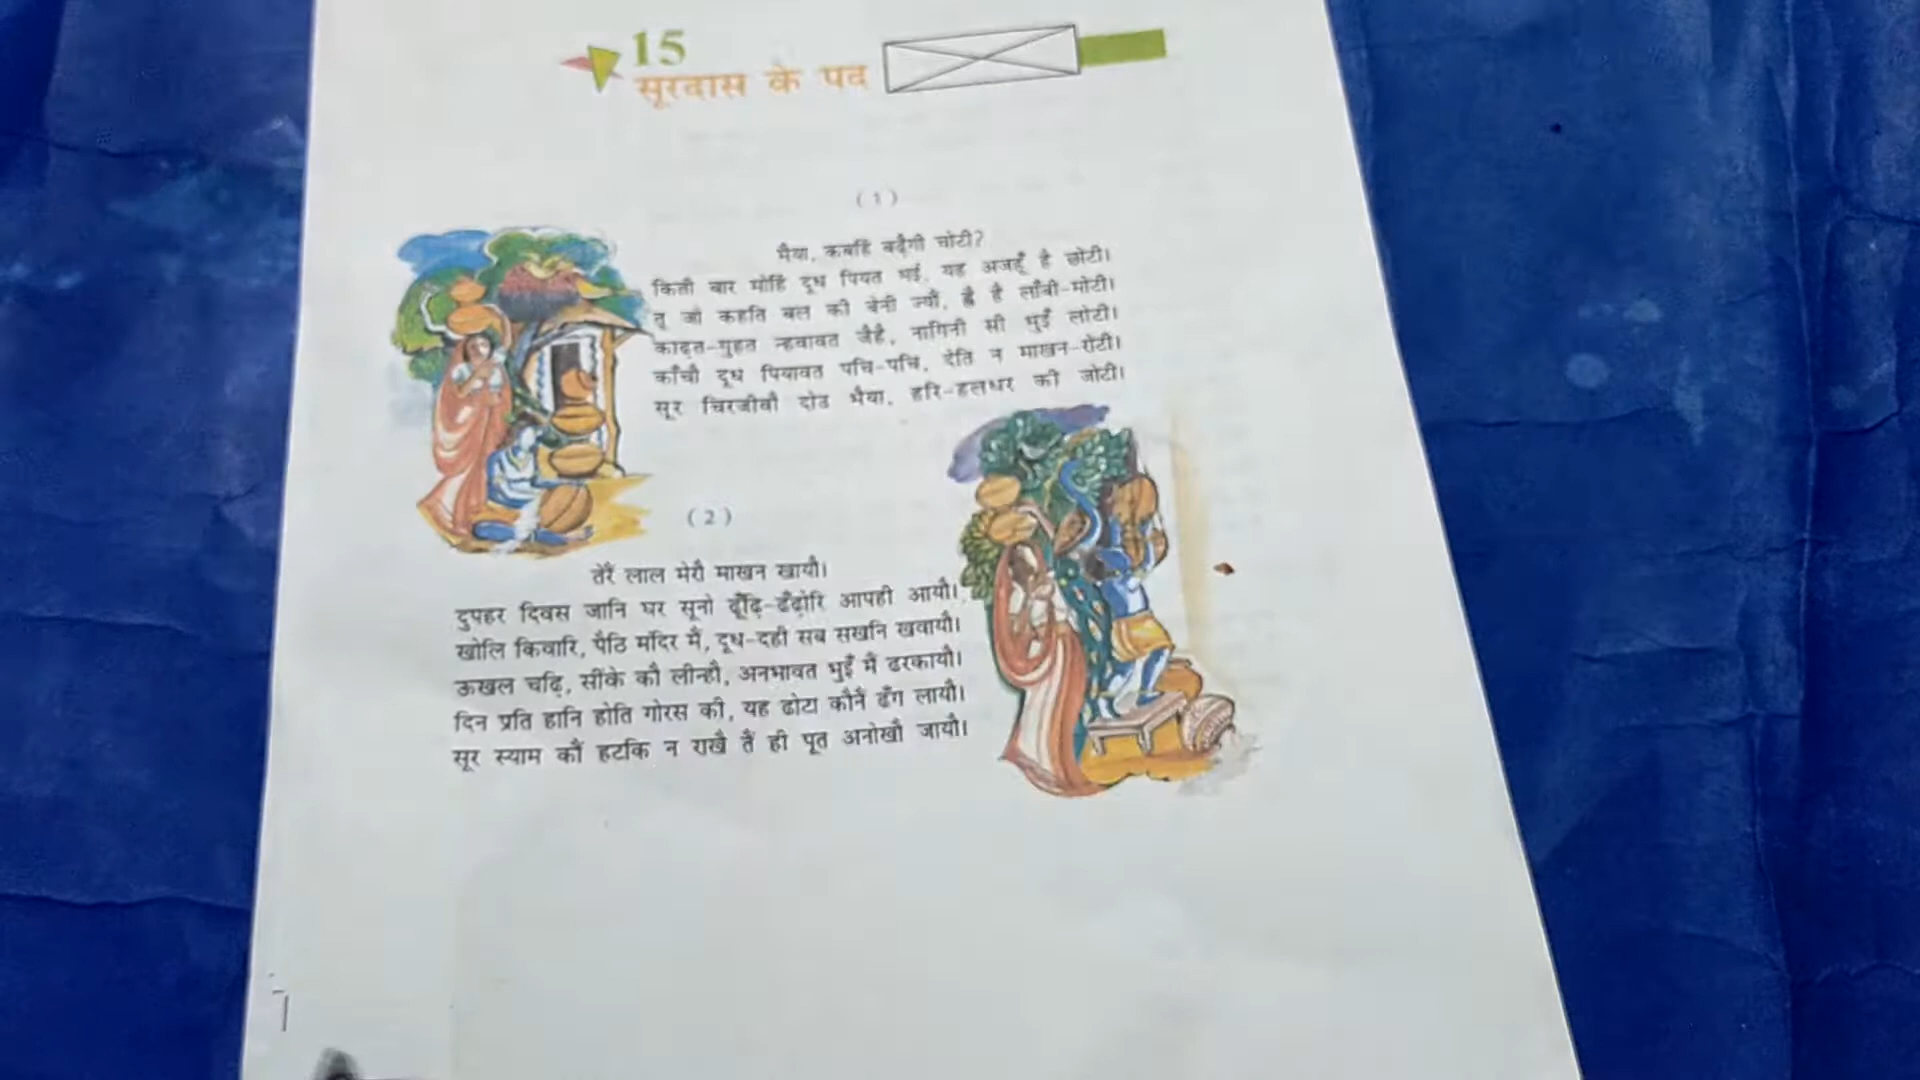 15
सूरदास के पद
(1)
मैया, कबहिं बढ़ैगी चोटी?
किती बार मोहिं दूध पियत भई, यह अजहूँ है छोटी।
तू जो कहति बल की बेनी ज्यौं, ह्वै है लाँबी-मोटी।
काढ़त-गुहत न्हवावत जैहै, नागिनी सी भुइँ लोटी।
काँचौ दूध पियावत पचि-पचि, देति न माखन-रोटी।
सूर चिरजीवौ दोउ भैया, हरि-हलधर की जोटी।
(2)
तेरैं लाल मेरौ माखन खायौ।
दुपहर दिवस जानि घर सूनो ढूँढ़ि-ढँढ़ोरि आपही आयौ।
खोलि किवारि, पैठि मंदिर मैं, दूध-दही सब सखनि खवायौ।
ऊखल चढ़ि, सींके कौ लीन्हौ, अनभावत भुइँ मैं ढरकायौ।
दिन प्रति हानि होति गोरस की, यह ढोटा कौनैं ढँग लायौ।
सूर स्याम कौं हटकि न राखै तैं ही पूत अनोखौ जायौ।